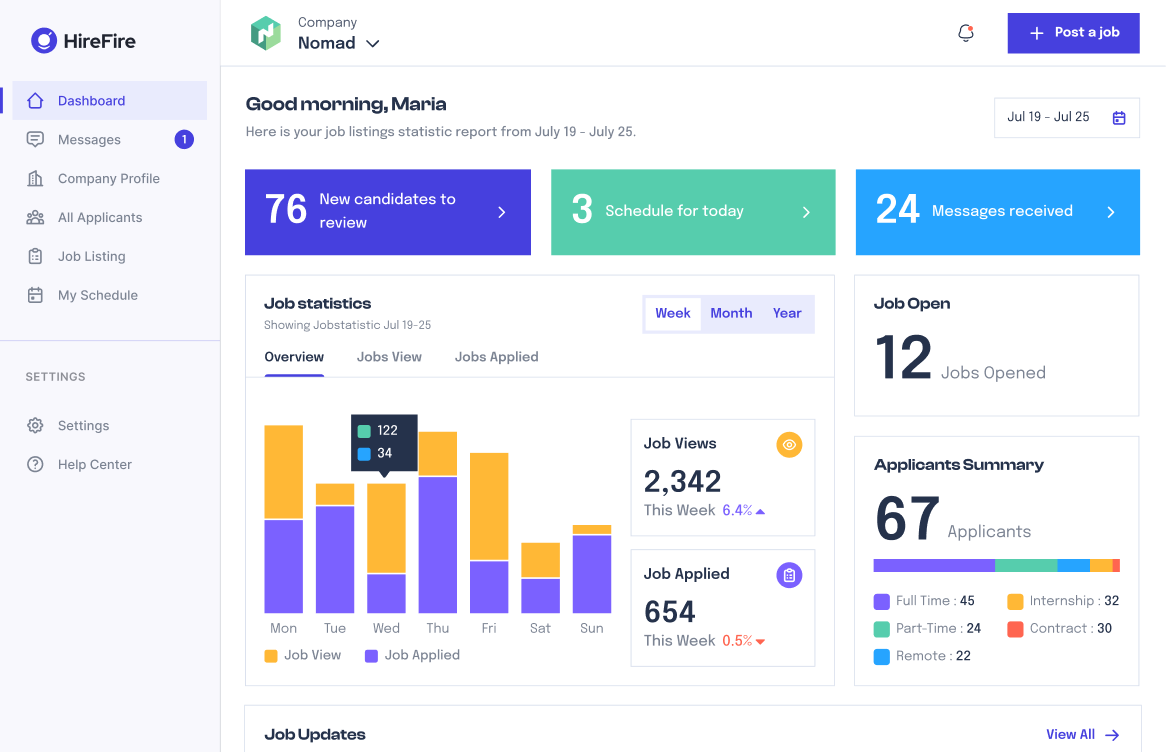 HireFire
Dashboard
Messages 1
Company Profile
All Applicants
Job Listing
My Schedule
SETTINGS
Settings
Help Center
Company
Nomad
Post a job
Good morning, Maria
Here is your job listings statistic report from July 19 - July 25.
Jul 19 - Jul 25
76 New candidates to
review
3 Schedule for today
24 Messages received
Job statistics
Showing Jobstatistic Jul 19-25
Week Month Year
Overview Jobs View Jobs Applied
122
34
Mon Tue Wed Thu Fri Sat Sun
Job View Job Applied
Job Views
2,342
This Week 6.4%
Job Applied
654
This Week 0.5%
Job Open
12 Jobs Opened
Applicants Summary
67 Applicants
Full Time : 45 Internship : 32
Part-Time : 24 Contract : 30
Remote : 22
Job Updates
View All